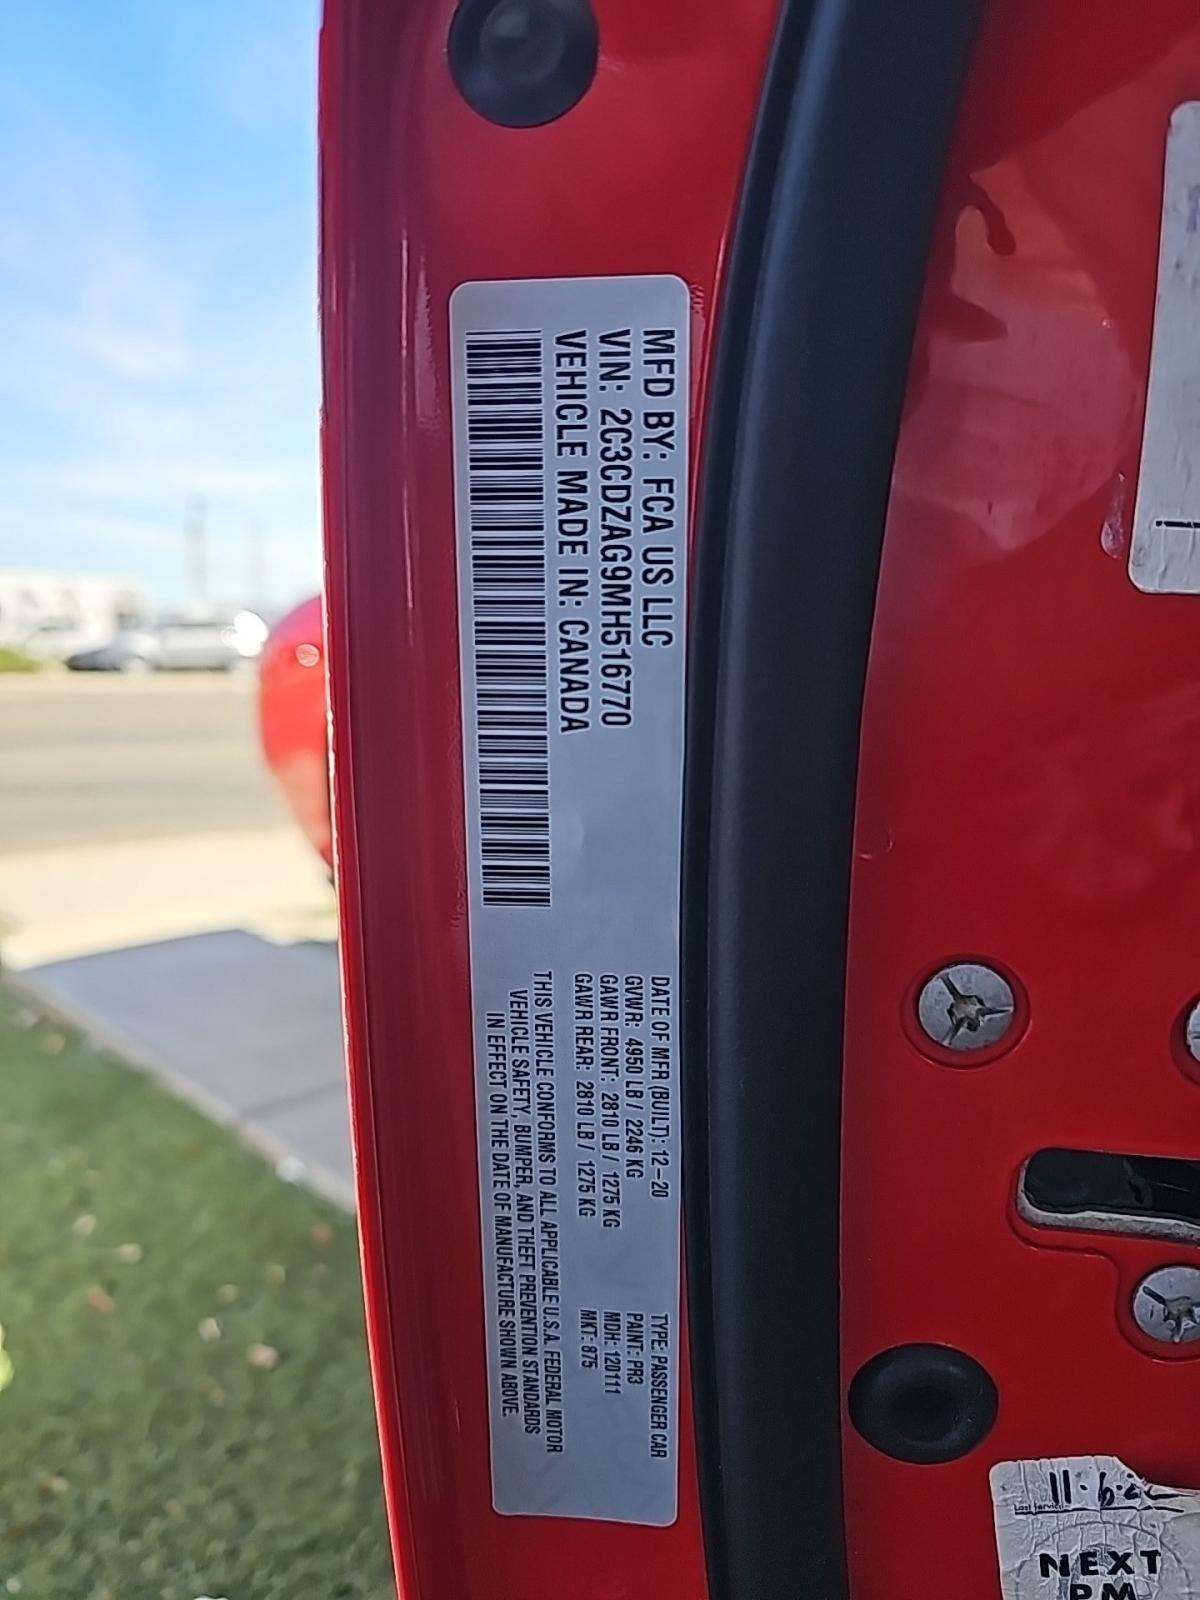 MFD BY: FCA US LLC
VIN: 2C3CDZAG9MH516770
VEHICLE MADE IN: CANADA
DATE OF MFR (BUILT): 12-20
GVWR: 4950 LB / 2246 KG
GAWR FRONT: 2810 LB / 1275 KG
GAWR REAR: 2810 LB / 1275 KG
TYPE: PASSENGER CAR
PAINT: PR3
MDH: 120111
MKT: 875
THIS VEHICLE CONFORMS TO ALL APPLICABLE U.S.A. FEDERAL MOTOR
VEHICLE SAFETY, BUMPER, AND THEFT PREVENTION STANDARDS
IN EFFECT ON THE DATE OF MANUFACTURE SHOWN ABOVE.
Last Service
NEXT
PM